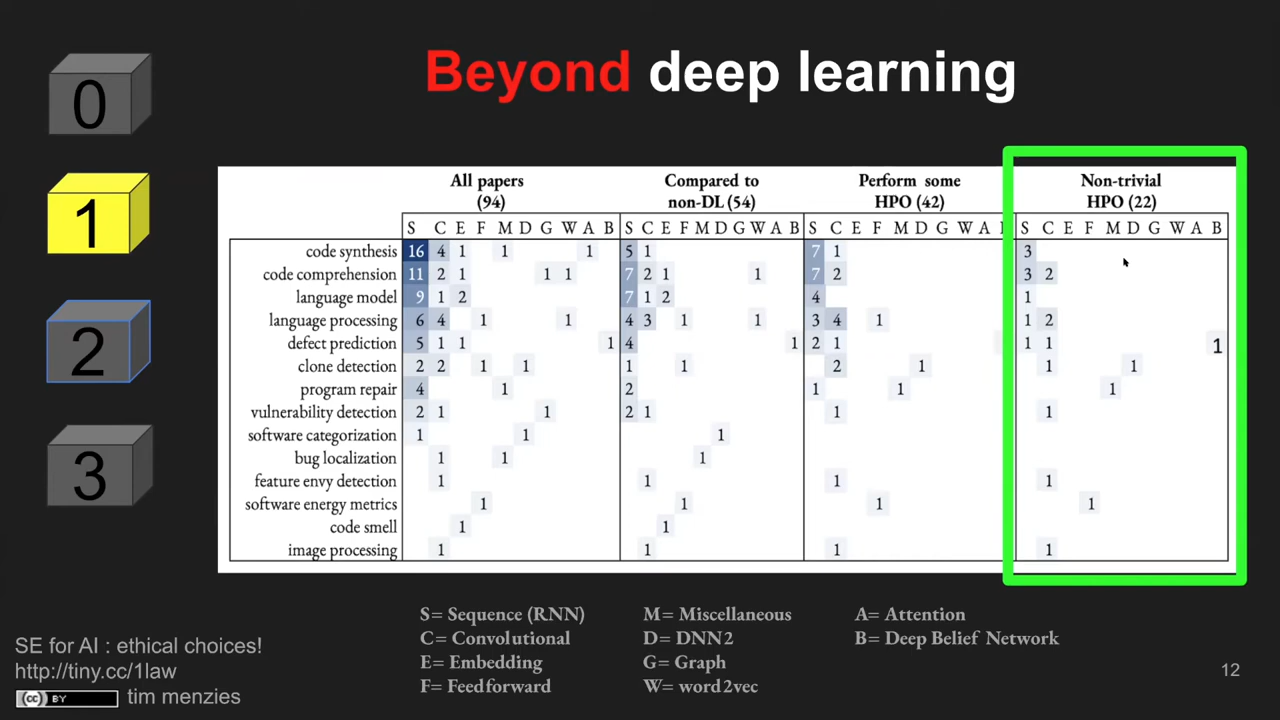 Beyond deep learning
0
1
2
3
All papers (94) Compared to non-DL (54) Perform some HPO (42) Non-trivial HPO (22)
S C E F M D G W A B S C E F M D G W A B S C E F M D G W A S C E F M D G W A B
code synthesis 16 4 1 1 1 5 1 7 1 3
code comprehension 11 2 1 1 1 7 2 1 1 7 2 3 2
language model 9 1 2 7 1 2 4 1
language processing 6 4 1 1 4 3 1 1 3 4 1 1 2
defect prediction 5 1 1 1 4 1 2 1 1 1 1
clone detection 2 2 1 1 1 1 2 1 1 1
program repair 4 1 2 1 1 1
vulnerability detection 2 1 1 2 1 1 1
software categorization 1 1 1
bug localization 1 1 1
feature envy detection 1 1 1 1
software energy metrics 1 1 1 1
code smell 1 1
image processing 1 1 1 1
S= Sequence (RNN) M= Miscellaneous A= Attention
C= Convolutional D= DNN2 B= Deep Belief Network
E= Embedding G= Graph
F= Feedforward W= word2vec
SE for AI : ethical choices!
http://tiny.cc/1law
(cc) BY tim menzies
12